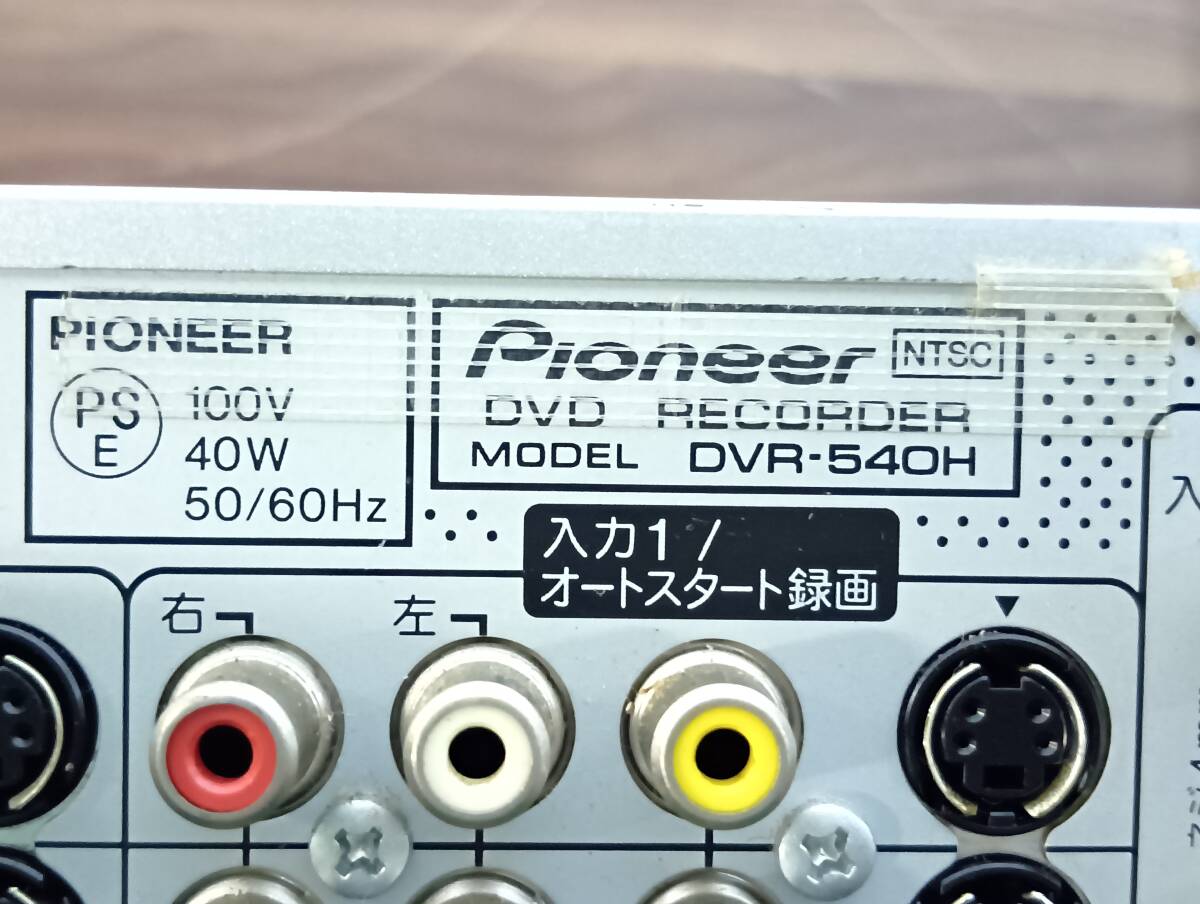 PIONEER
PS
E
100V
40W
50/60Hz
Pioneer NTSC
DVD RECORDER
MODEL DVR-540H
入力1/
オートスタート録画
右
左
入